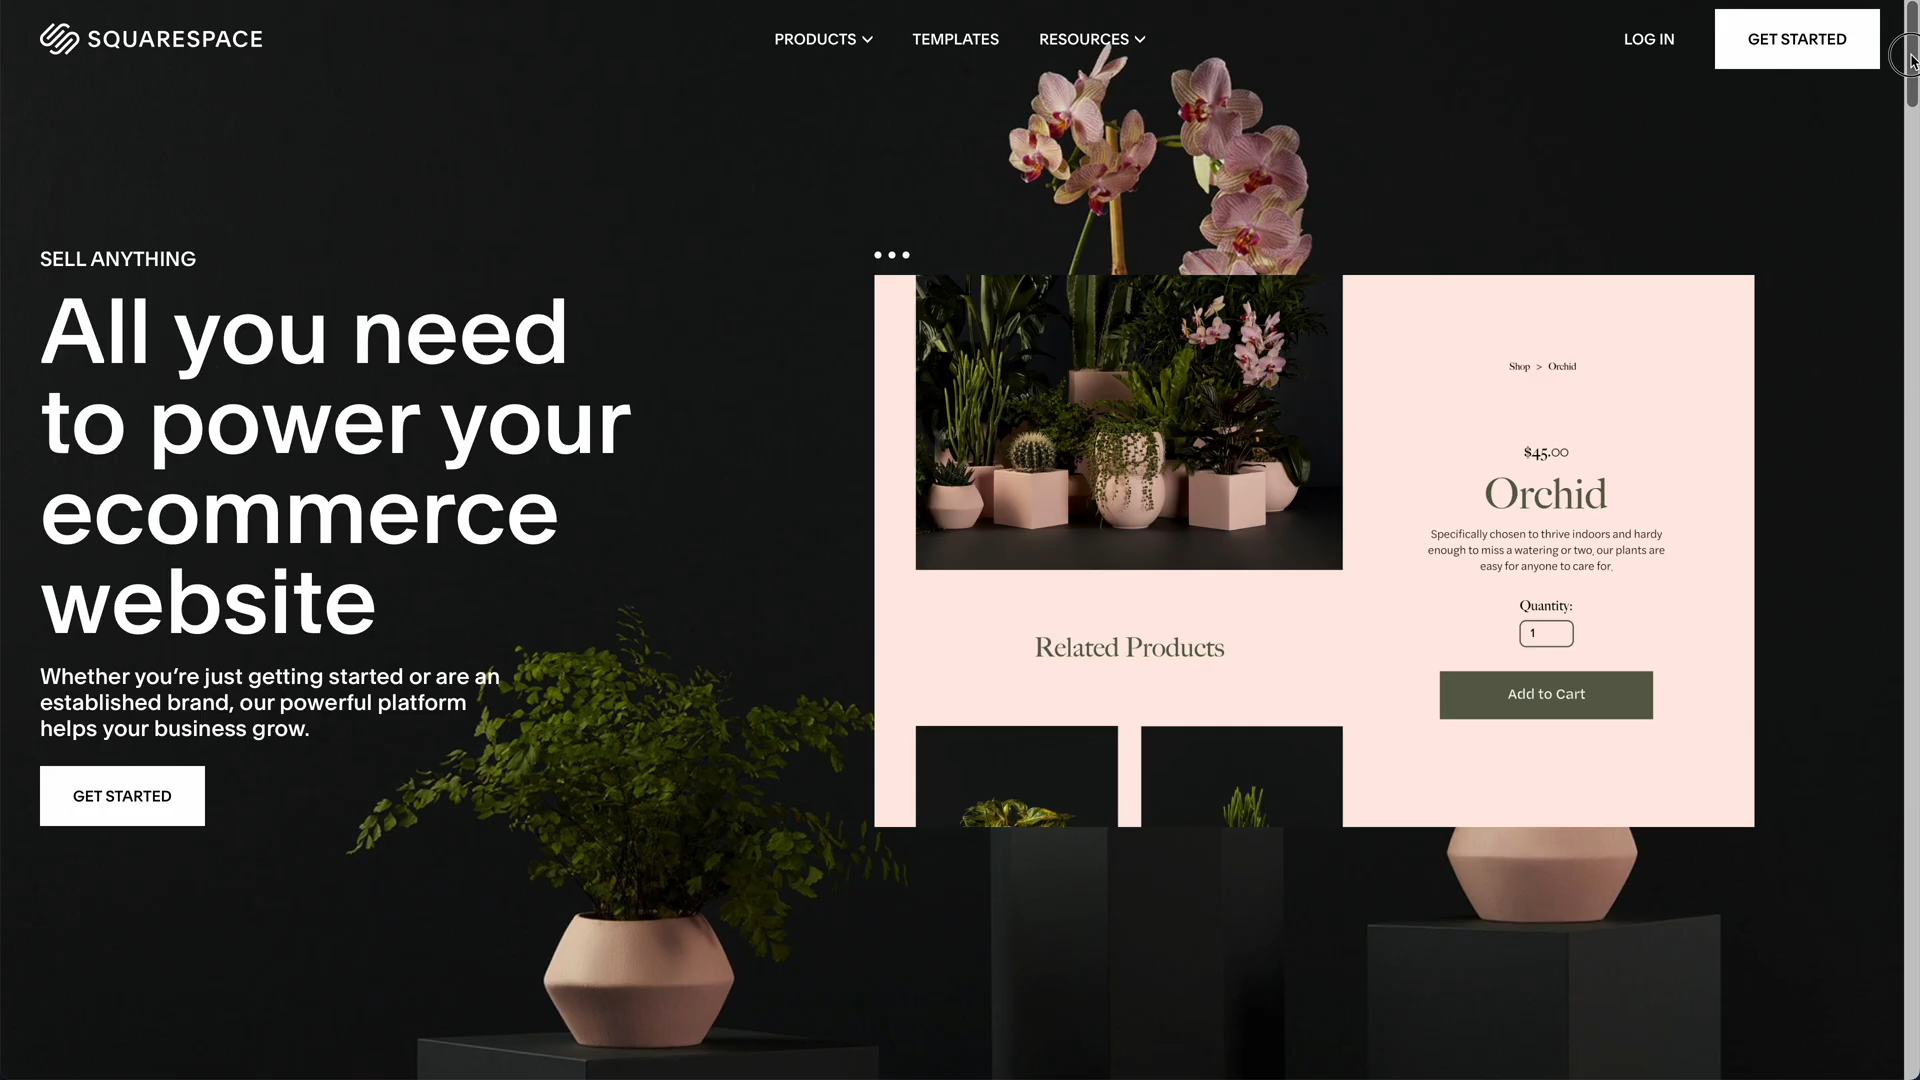 SQUARESPACE
PRODUCTS
TEMPLATES
RESOURCES
LOG IN
GET STARTED
SELL ANYTHING
All you need
to power your
ecommerce
website
Whether you’re just getting started or are an
established brand, our powerful platform
helps your business grow.
GET STARTED
Shop > Orchid
$45.00
Orchid
Specifically chosen to thrive indoors and hardy
enough to miss a watering or two, our plants are
easy for anyone to care for.
Quantity:
1
Add to Cart
Related Products